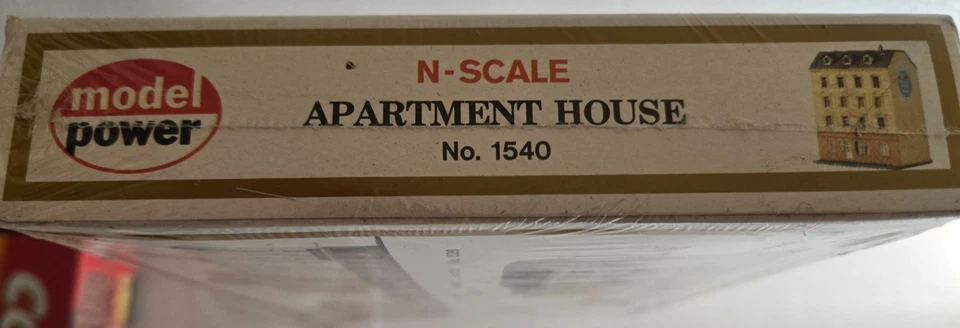 model
power
N-SCALE
APARTMENT HOUSE
No. 1540